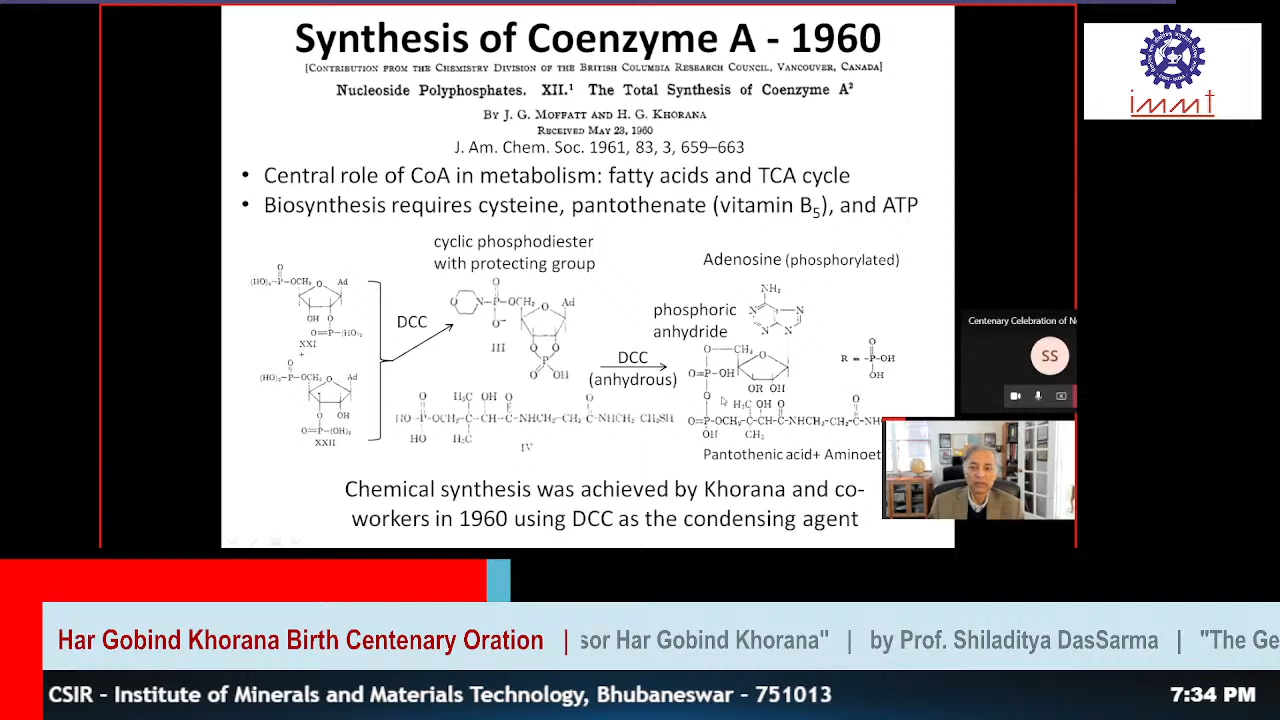 Synthesis of Coenzyme A - 1960
[CONTRIBUTION FROM THE CHEMISTRY DIVISION OF THE BRITISH COLUMBIA RESEARCH COUNCIL, VANCOUVER, CANADA]
Nucleoside Polyphosphates. XII.¹ The Total Synthesis of Coenzyme A²
BY J. G. MOFFATT AND H. G. KHORANA
RECEIVED MAY 23, 1960
J. Am. Chem. Soc. 1961, 83, 3, 659–663
• Central role of CoA in metabolism: fatty acids and TCA cycle
• Biosynthesis requires cysteine, pantothenate (vitamin B₅), and ATP
cyclic phosphodiester
with protecting group
Adenosine (phosphorylated)
phosphoric
anhydride
DCC
DCC
(anhydrous)
XXI
+
XXII
III
IV
Pantothenic acid+ Aminoet
Chemical synthesis was achieved by Khorana and co-
workers in 1960 using DCC as the condensing agent
immt
Centenary Celebration of N
SS
Har Gobind Khorana Birth Centenary Oration | sor Har Gobind Khorana" | by Prof. Shiladitya DasSarma | "The Ge
CSIR - Institute of Minerals and Materials Technology, Bhubaneswar - 751013
7:34 PM